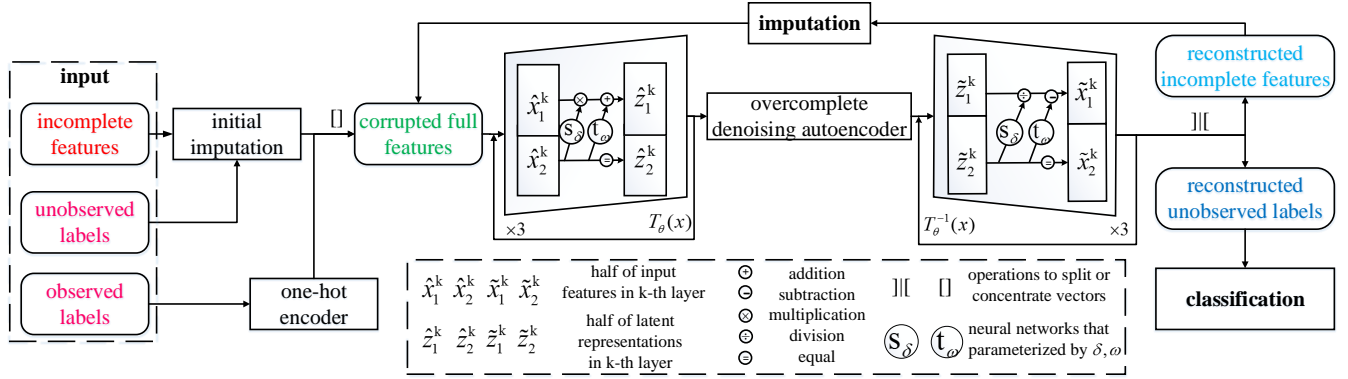 imputation
input
incomplete
features
initial
imputation
[]
corrupted full
features
x̂₁ᵏ
x̂₂ᵏ
s_δ
t_ω
×
+
=
ẑ₁ᵏ
ẑ₂ᵏ
×3
T_θ(x)
overcomplete
denoising autoencoder
z̃₁ᵏ
z̃₂ᵏ
s_δ
t_ω
÷
−
=
x̃₁ᵏ
x̃₂ᵏ
T_θ⁻¹(x)
×3
]|[
reconstructed
incomplete features
reconstructed
unobserved labels
classification
unobserved
labels
observed
labels
one-hot
encoder
x̂₁ᵏ x̂₂ᵏ x̃₁ᵏ x̃₂ᵏ
half of input
features in k-th layer
ẑ₁ᵏ ẑ₂ᵏ z̃₁ᵏ z̃₂ᵏ
half of latent
representations
in k-th layer
+ addition
− subtraction
× multiplication
÷ division
= equal
]|[ []
operations to split or
concentrate vectors
s_δ t_ω
neural networks that
parameterized by δ, ω